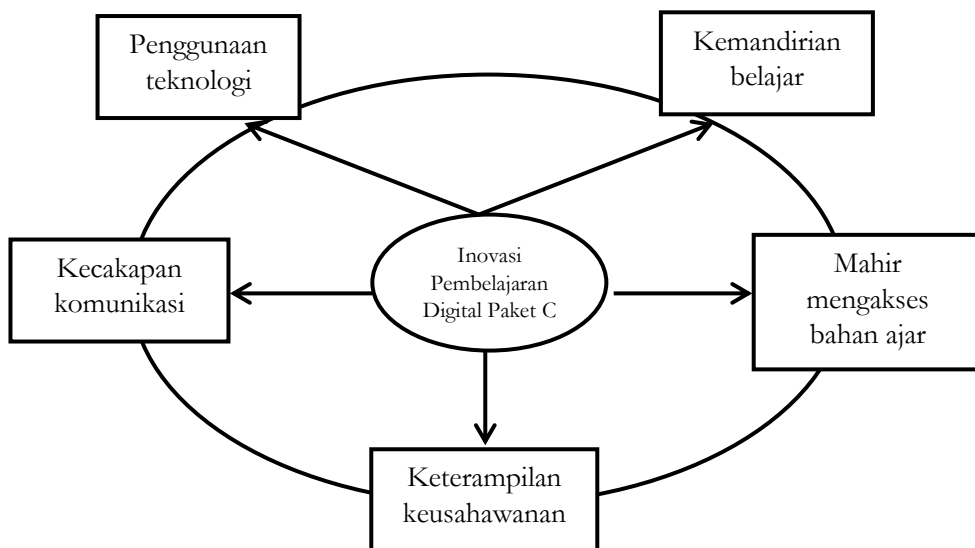 Penggunaan
teknologi
Kemandirian
belajar
Kecakapan
komunikasi
Inovasi
Pembelajaran
Digital Paket C
Mahir
mengakses
bahan ajar
Keterampilan
keusahawanan